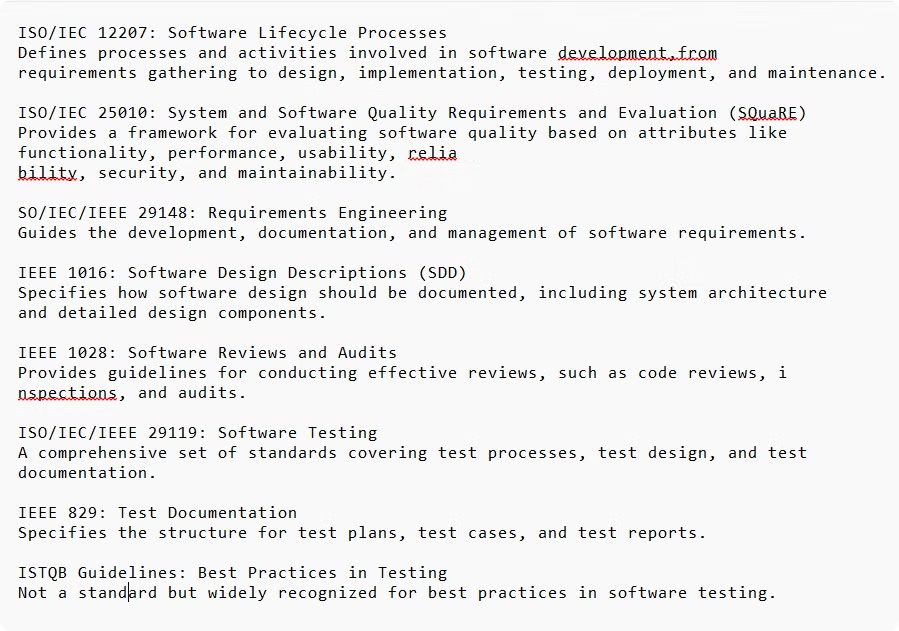 ISO/IEC 12207: Software Lifecycle Processes
Defines processes and activities involved in software development,from
requirements gathering to design, implementation, testing, deployment, and maintenance.
ISO/IEC 25010: System and Software Quality Requirements and Evaluation (SQuaRE)
Provides a framework for evaluating software quality based on attributes like
functionality, performance, usability, relia
bility, security, and maintainability.
SO/IEC/IEEE 29148: Requirements Engineering
Guides the development, documentation, and management of software requirements.
IEEE 1016: Software Design Descriptions (SDD)
Specifies how software design should be documented, including system architecture
and detailed design components.
IEEE 1028: Software Reviews and Audits
Provides guidelines for conducting effective reviews, such as code reviews, i
nspections, and audits.
ISO/IEC/IEEE 29119: Software Testing
A comprehensive set of standards covering test processes, test design, and test
documentation.
IEEE 829: Test Documentation
Specifies the structure for test plans, test cases, and test reports.
ISTQB Guidelines: Best Practices in Testing
Not a standard but widely recognized for best practices in software testing.